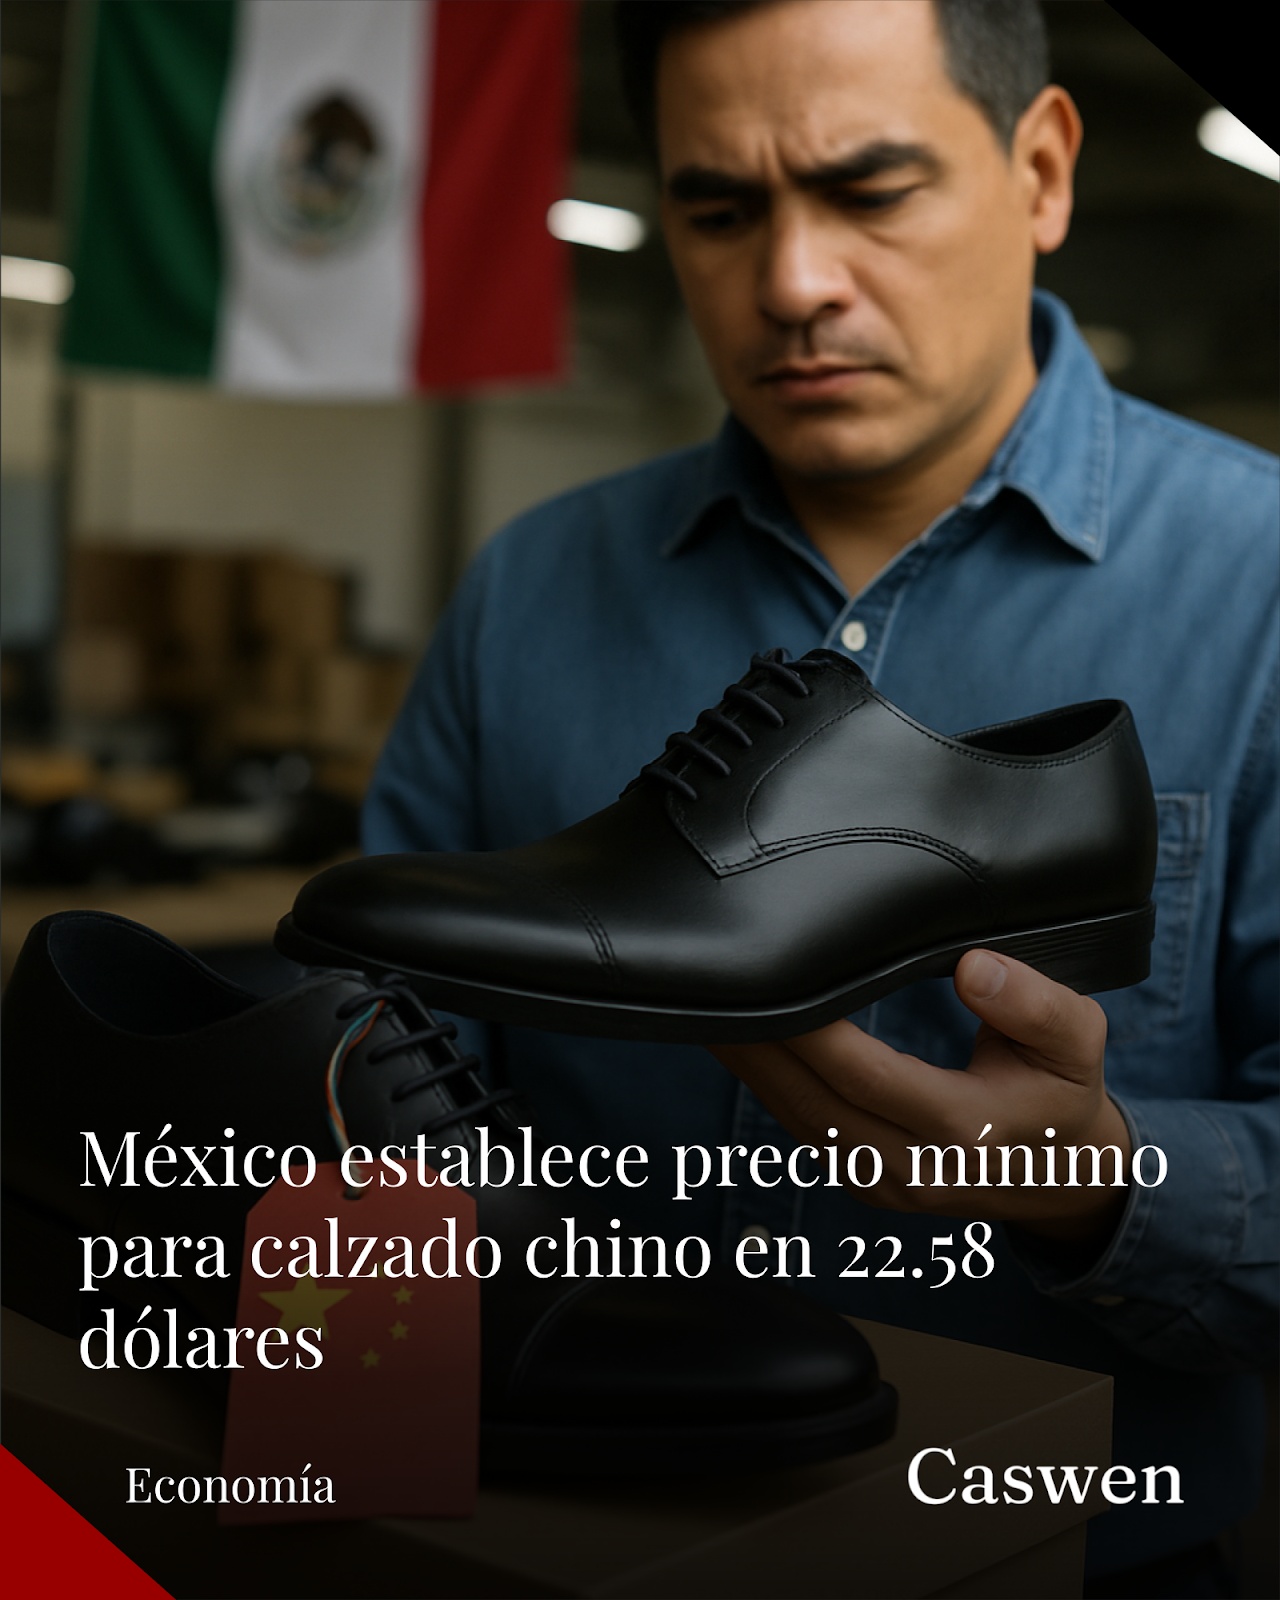 México establece precio mínimo
para calzado chino en 22.58
dólares
Economía
Caswen